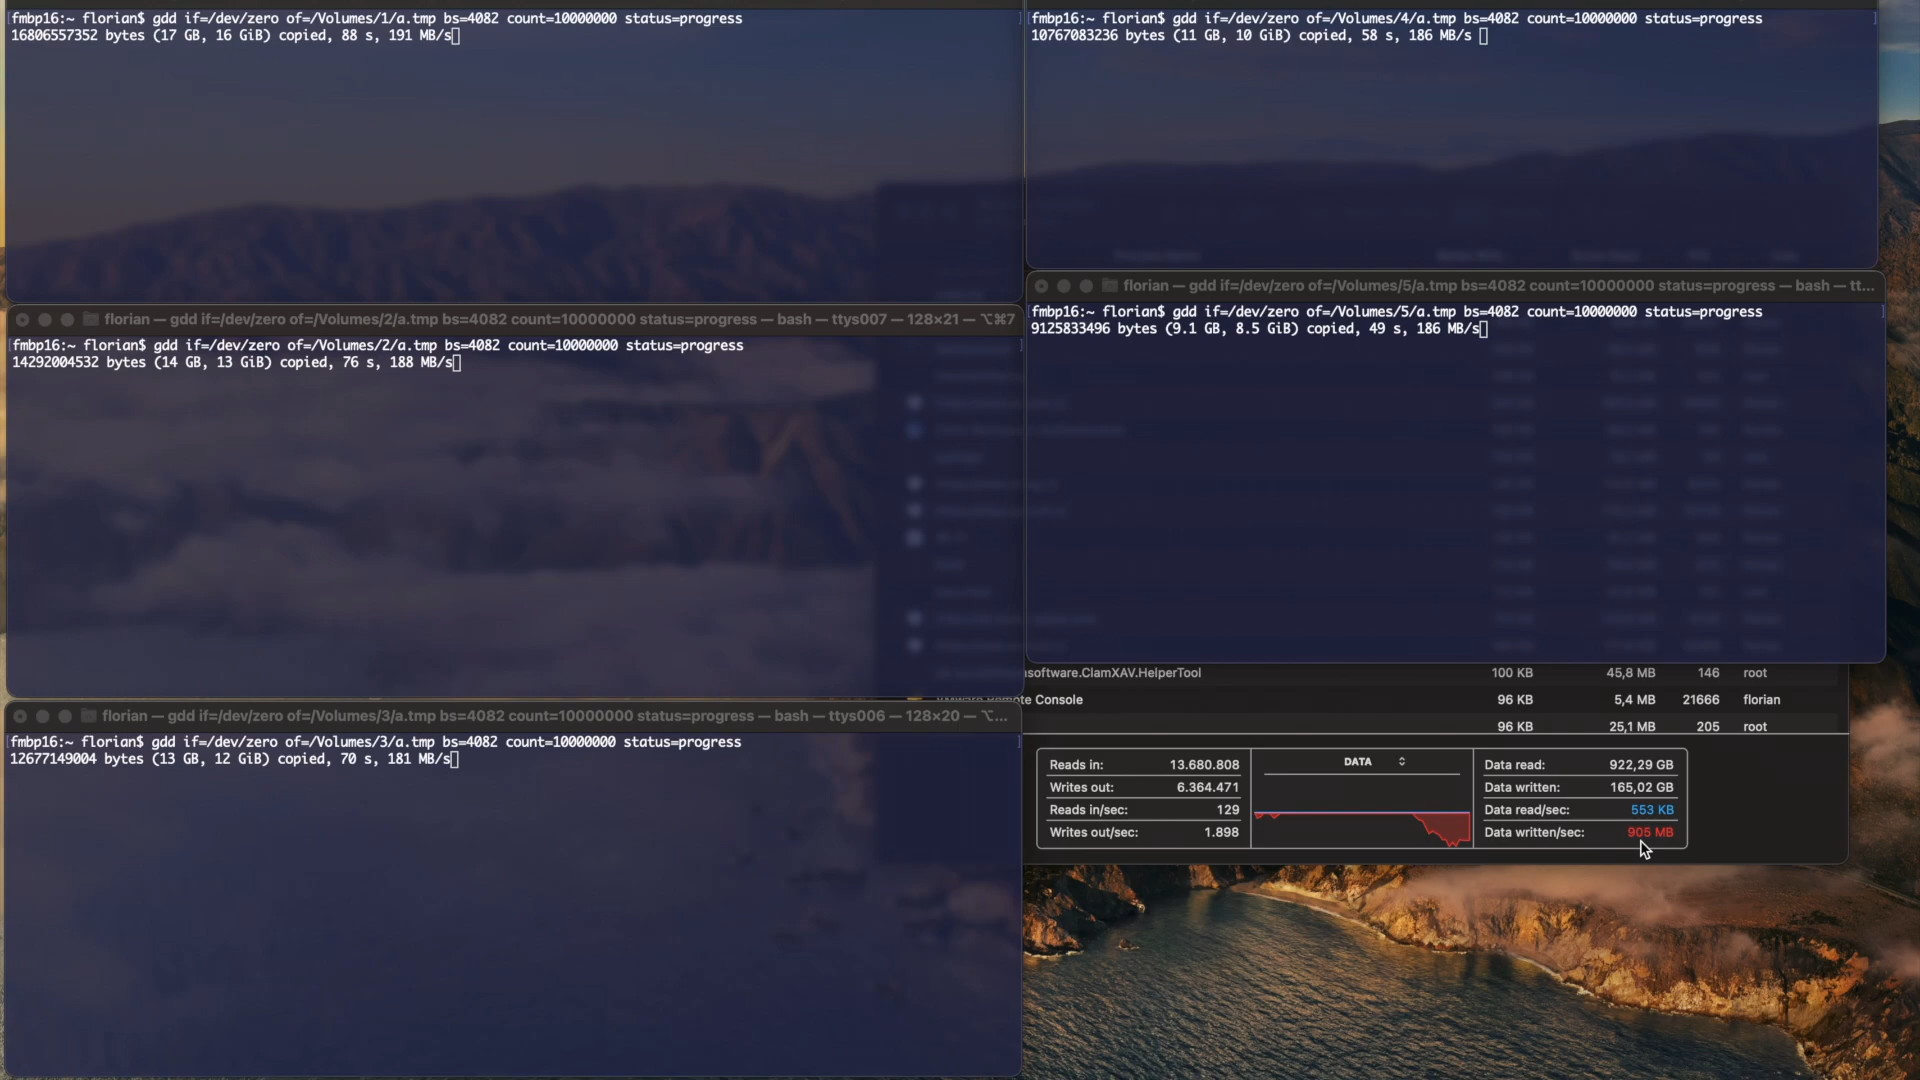 [fmbp16:~ florian$ gdd if=/dev/zero of=/Volumes/1/a.tmp bs=4082 count=10000000 status=progress ]
16806557352 bytes (17 GB, 16 GiB) copied, 88 s, 191 MB/s
florian — gdd if=/dev/zero of=/Volumes/2/a.tmp bs=4082 count=10000000 status=progress — bash — ttys007 — 128×21 — ⌥⌘7
[fmbp16:~ florian$ gdd if=/dev/zero of=/Volumes/2/a.tmp bs=4082 count=10000000 status=progress ]
14292004532 bytes (14 GB, 13 GiB) copied, 76 s, 188 MB/s
florian — gdd if=/dev/zero of=/Volumes/3/a.tmp bs=4082 count=10000000 status=progress — bash — ttys006 — 128×20 — ⌥...
[fmbp16:~ florian$ gdd if=/dev/zero of=/Volumes/3/a.tmp bs=4082 count=10000000 status=progress ]
12677149004 bytes (13 GB, 12 GiB) copied, 70 s, 181 MB/s
[fmbp16:~ florian$ gdd if=/dev/zero of=/Volumes/4/a.tmp bs=4082 count=10000000 status=progress ]
10767083236 bytes (11 GB, 10 GiB) copied, 58 s, 186 MB/s
florian — gdd if=/dev/zero of=/Volumes/5/a.tmp bs=4082 count=10000000 status=progress — bash — tt...
[fmbp16:~ florian$ gdd if=/dev/zero of=/Volumes/5/a.tmp bs=4082 count=10000000 status=progress ]
9125833496 bytes (9.1 GB, 8.5 GiB) copied, 49 s, 186 MB/s
software.ClamXAV.HelperTool 100 KB 45,8 MB 146 root
Remote Console 96 KB 5,4 MB 21666 florian
96 KB 25,1 MB 205 root
Reads in: 13.680.808
Writes out: 6.364.471
Reads in/sec: 129
Writes out/sec: 1.898
DATA
Data read: 922,29 GB
Data written: 165,02 GB
Data read/sec: 553 KB
Data written/sec: 905 MB